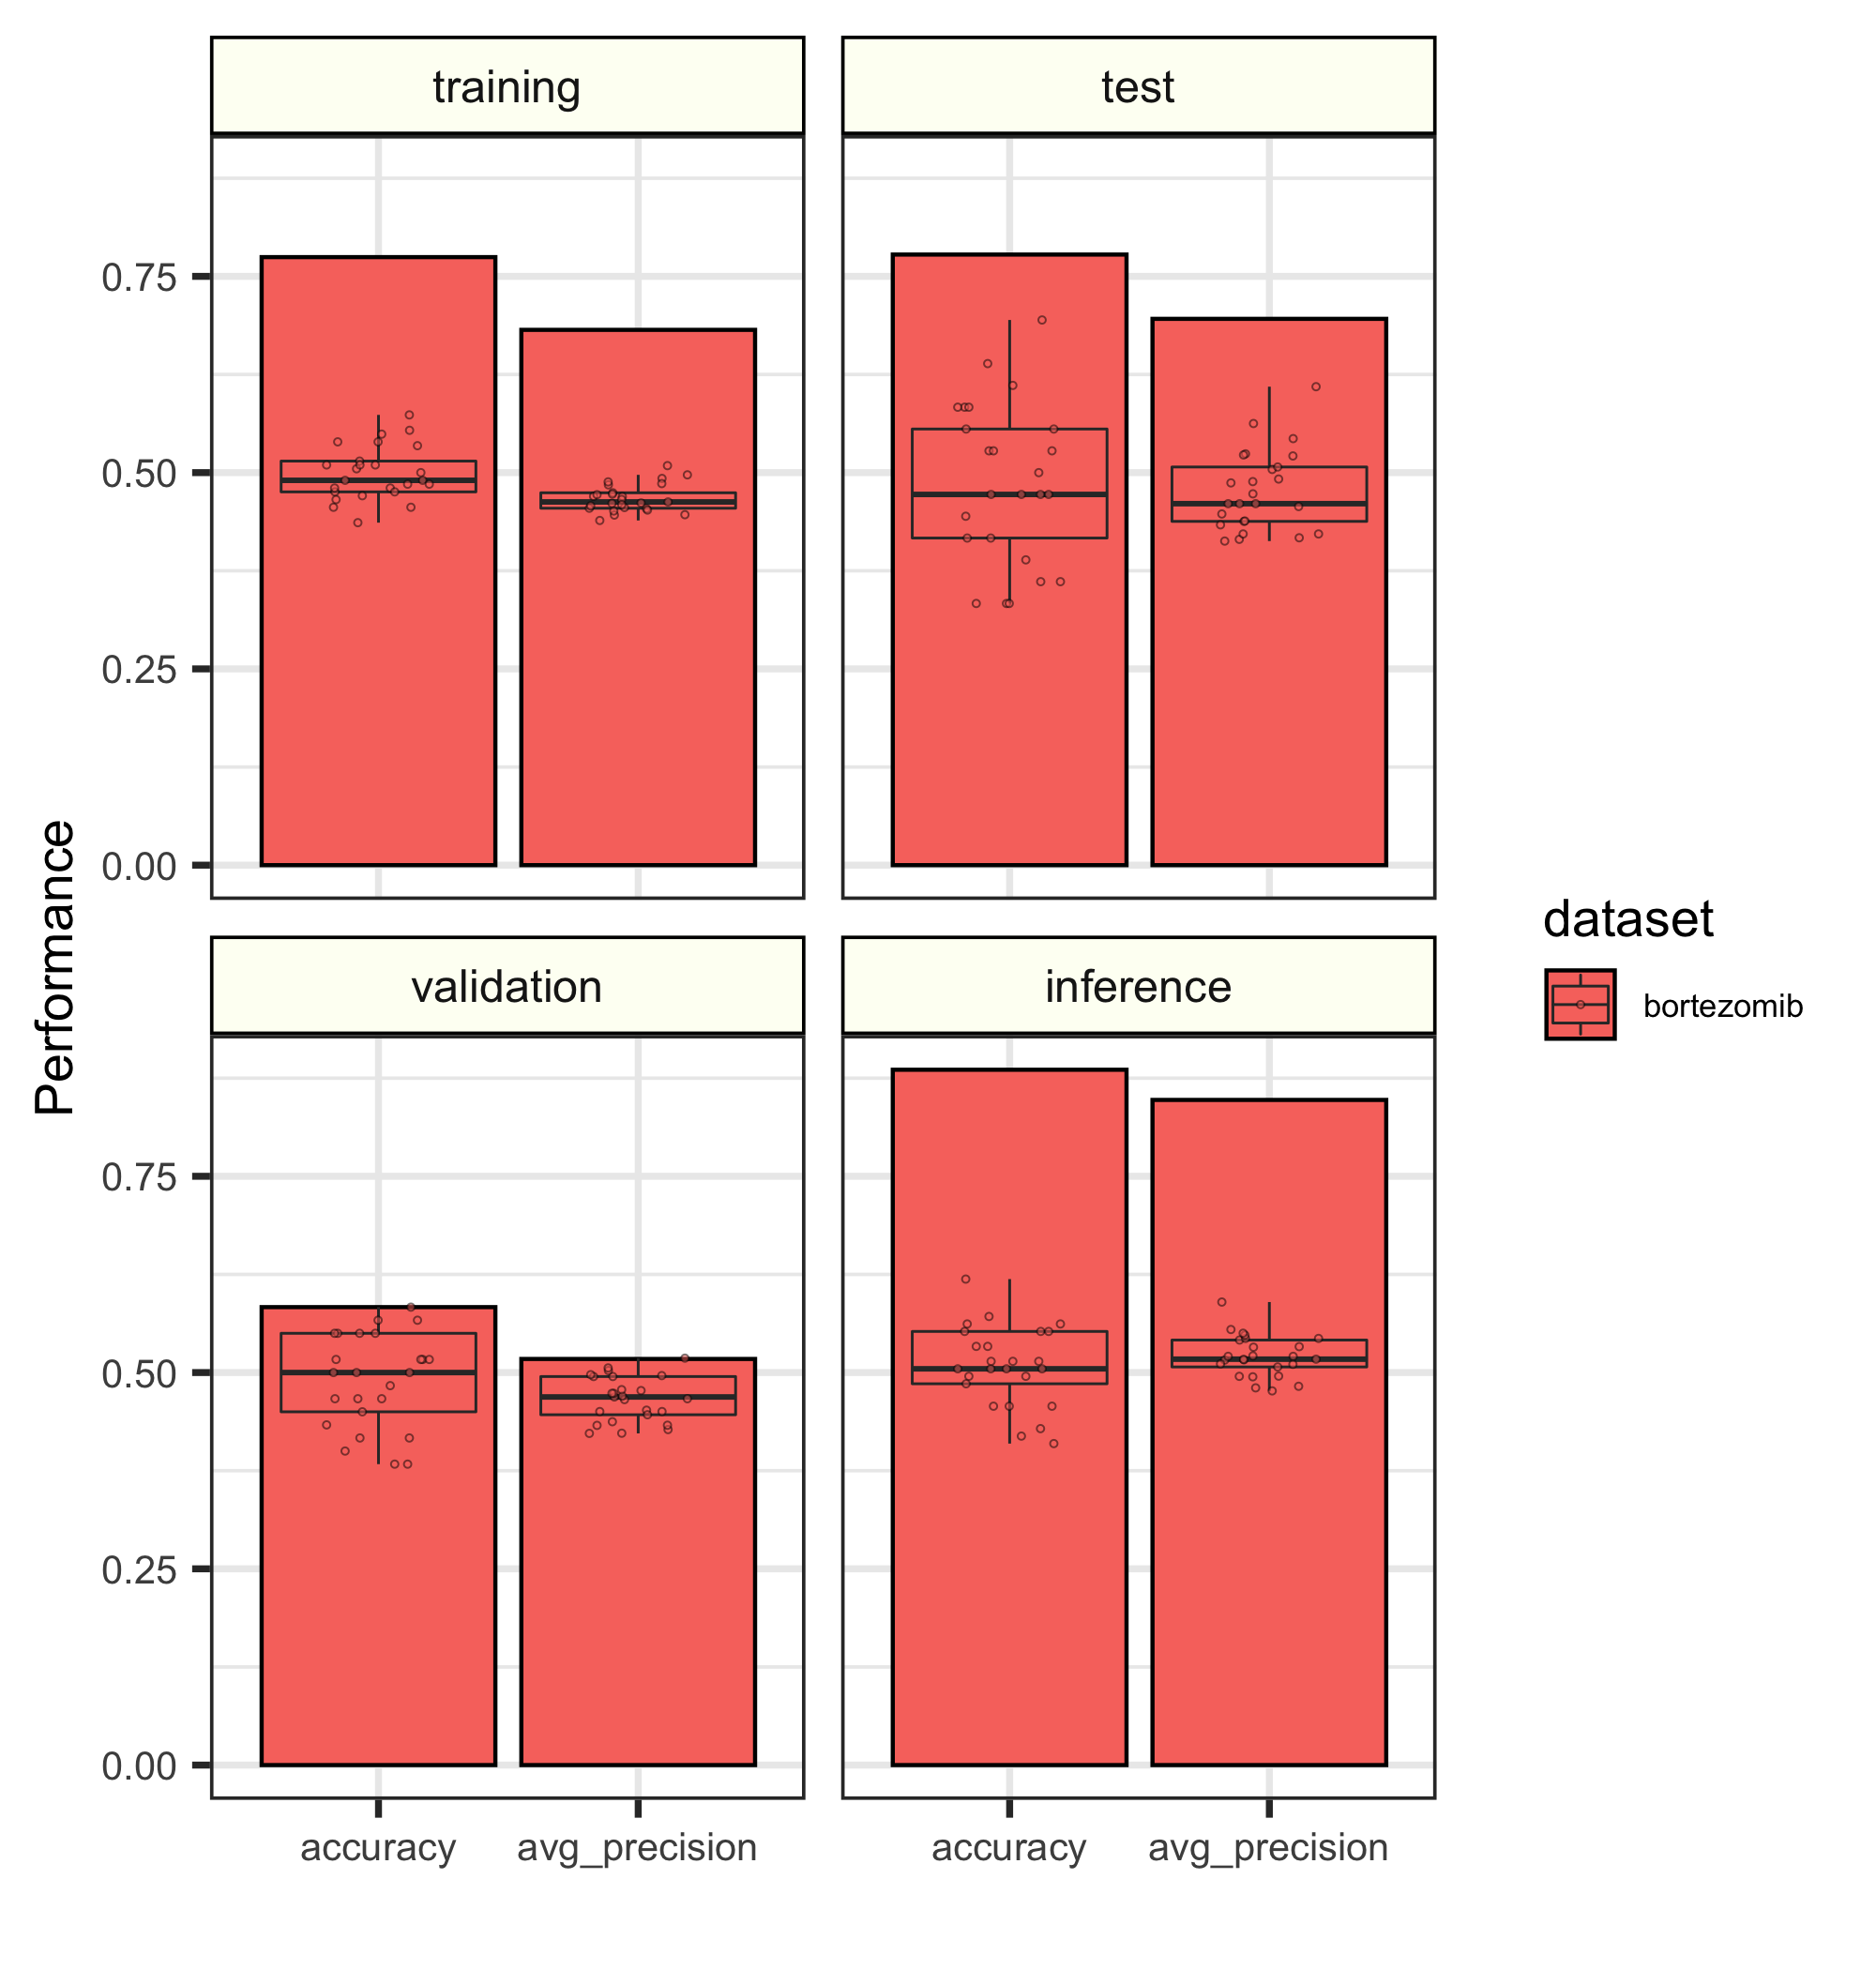 training
test
0.75
0.50
0.25
0.00
Performance
validation
inference
0.75
0.50
0.25
0.00
accuracy
avg_precision
accuracy
avg_precision
dataset
bortezomib